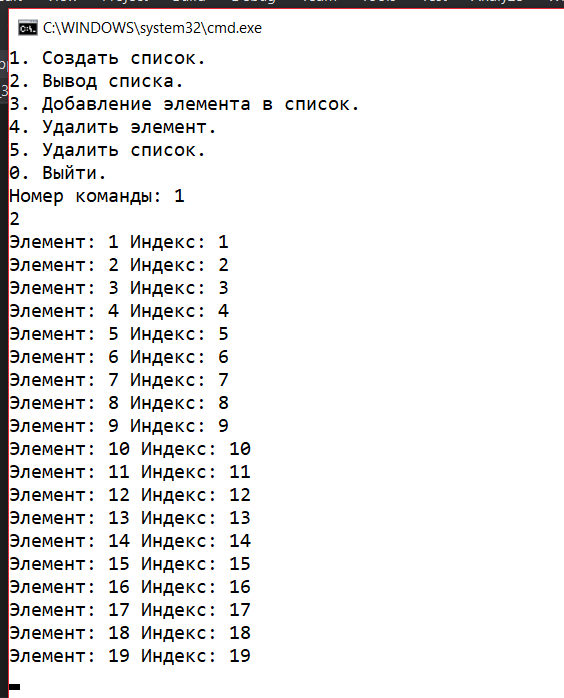 C:\WINDOWS\system32\cmd.exe
1. Создать список.
2. Вывод списка.
3. Добавление элемента в список.
4. Удалить элемент.
5. Удалить список.
0. Выйти.
Номер команды: 1
2
Элемент: 1 Индекс: 1
Элемент: 2 Индекс: 2
Элемент: 3 Индекс: 3
Элемент: 4 Индекс: 4
Элемент: 5 Индекс: 5
Элемент: 6 Индекс: 6
Элемент: 7 Индекс: 7
Элемент: 8 Индекс: 8
Элемент: 9 Индекс: 9
Элемент: 10 Индекс: 10
Элемент: 11 Индекс: 11
Элемент: 12 Индекс: 12
Элемент: 13 Индекс: 13
Элемент: 14 Индекс: 14
Элемент: 15 Индекс: 15
Элемент: 16 Индекс: 16
Элемент: 17 Индекс: 17
Элемент: 18 Индекс: 18
Элемент: 19 Индекс: 19